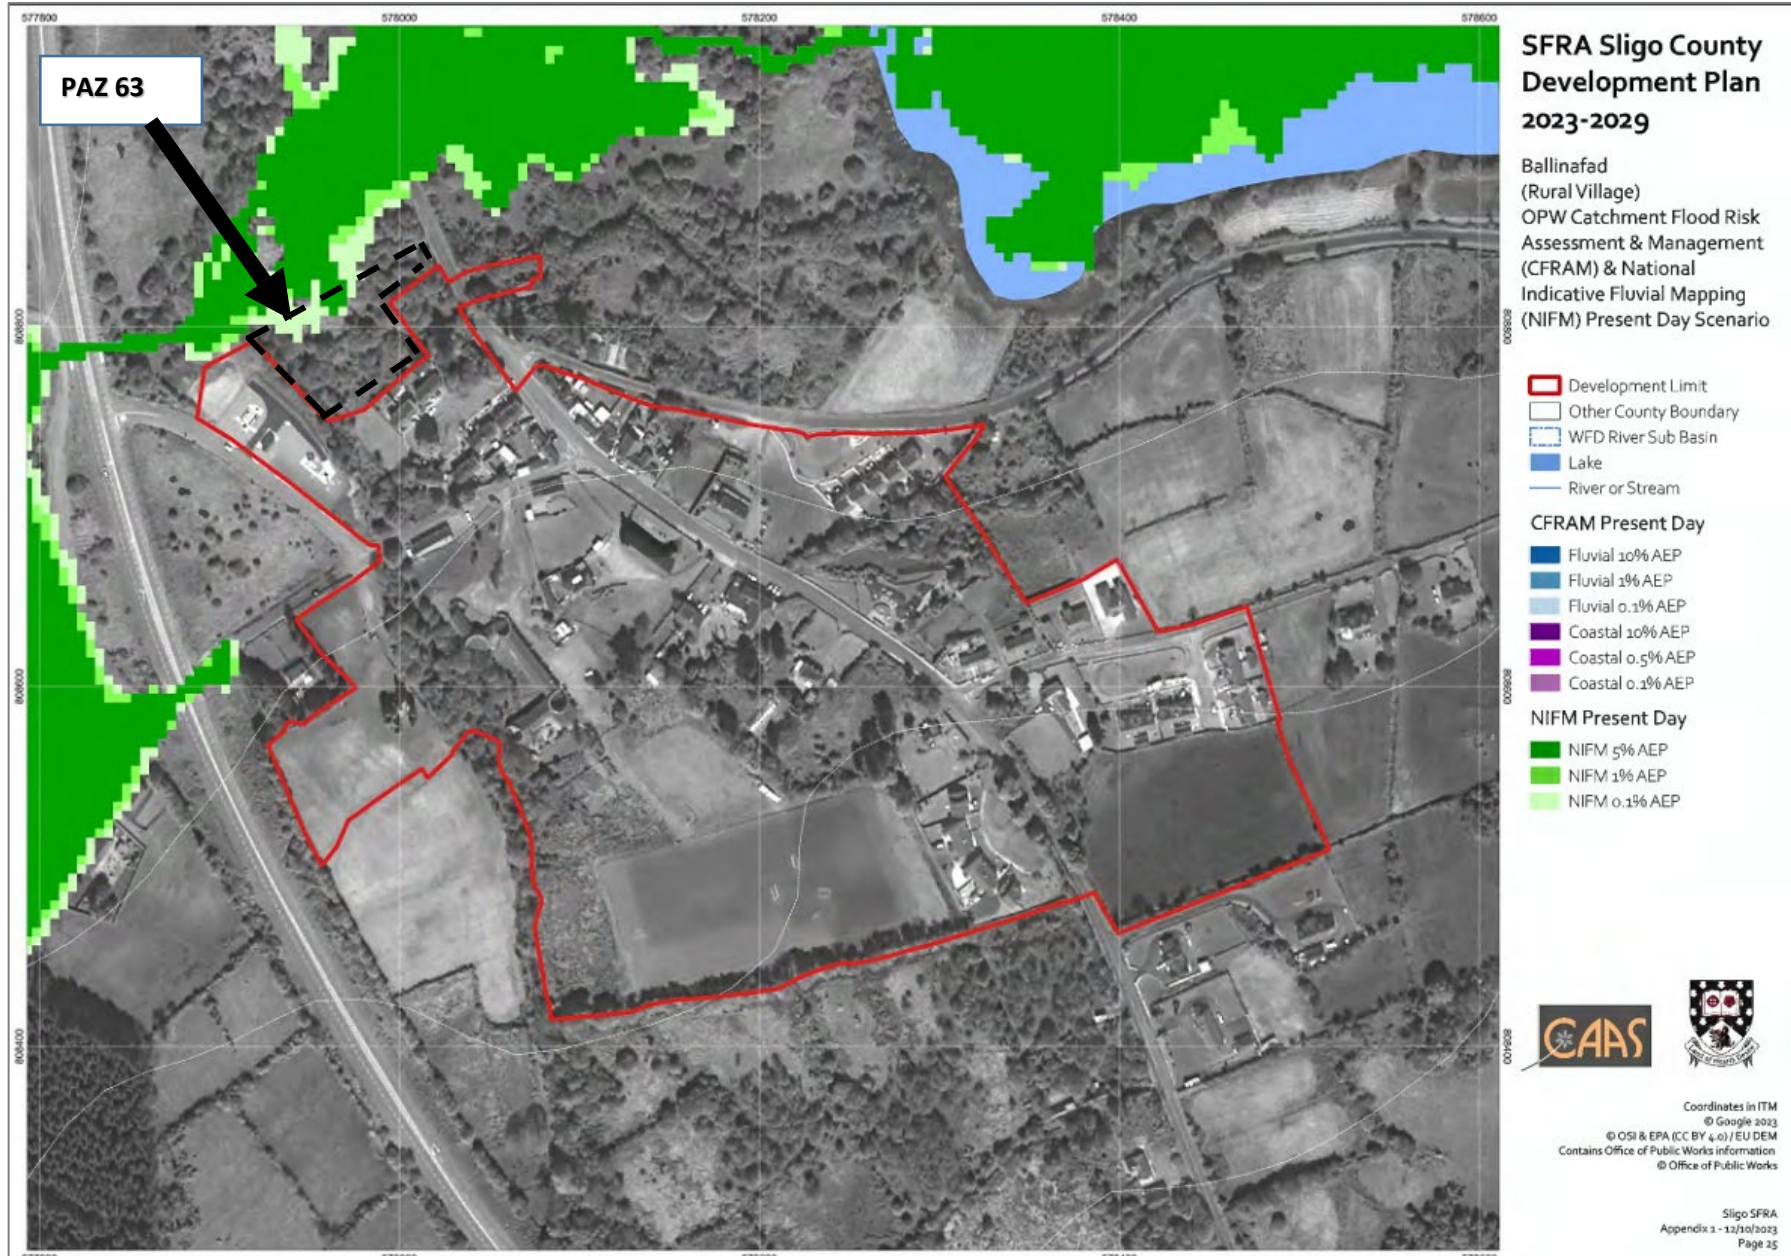 577800
578000
578200
578400
578600
PAZ 63
808800
808600
808400
808800
808600
808400
SFRA Sligo County
Development Plan
2023-2029
Ballinafad
(Rural Village)
OPW Catchment Flood Risk
Assessment & Management
(CFRAM) & National
Indicative Fluvial Mapping
(NIFM) Present Day Scenario
Development Limit
Other County Boundary
WFD River Sub Basin
Lake
River or Stream
CFRAM Present Day
Fluvial 10% AEP
Fluvial 1% AEP
Fluvial 0.1% AEP
Coastal 10% AEP
Coastal 0.5% AEP
Coastal 0.1% AEP
NIFM Present Day
NIFM 5% AEP
NIFM 1% AEP
NIFM 0.1% AEP
CAAS
Coordinates in ITM
© Google 2023
© OSI & EPA (CC BY 4.0) / EU DEM
Contains Office of Public Works information
© Office of Public Works
Sligo SFRA
Appendix 1 - 12/10/2023
Page 25